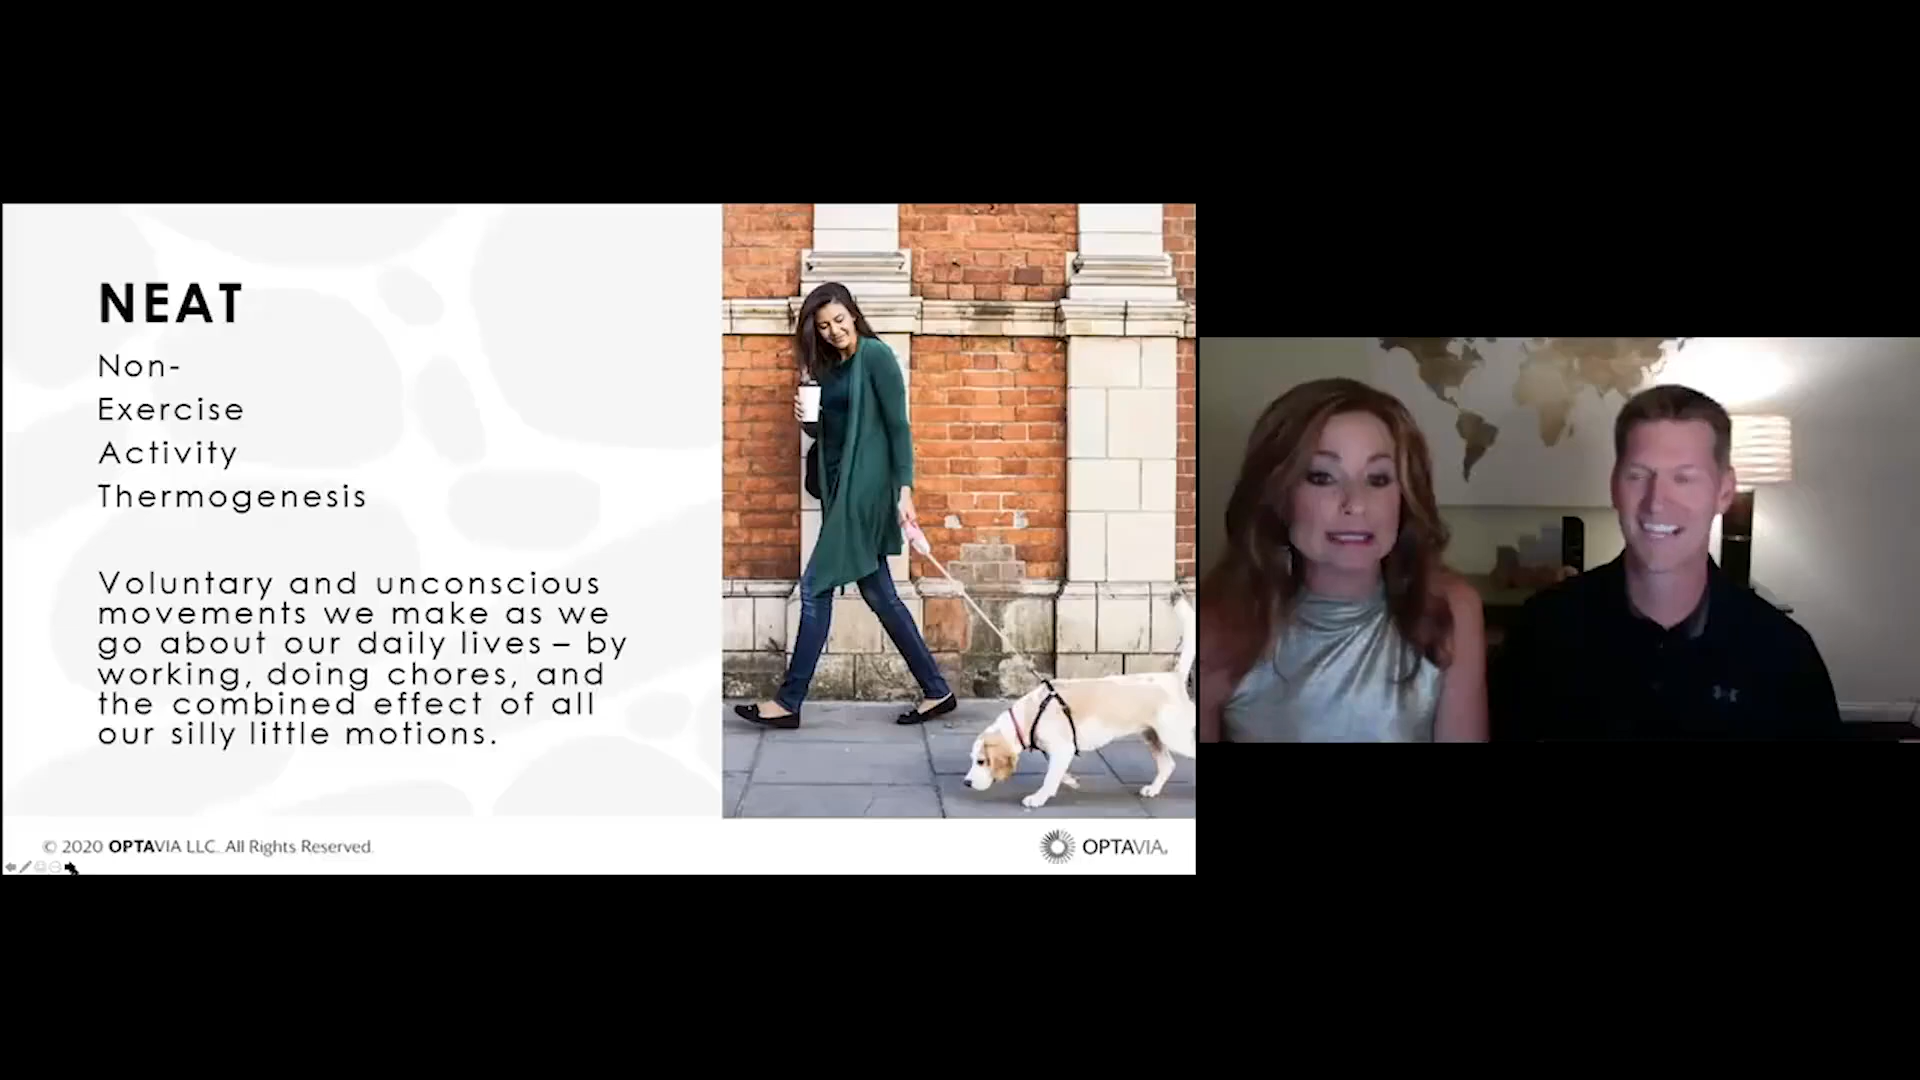 NEAT
Non-
Exercise
Activity
Thermogenesis
Voluntary and unconscious
movements we make as we
go about our daily lives – by
working, doing chores, and
the combined effect of all
our silly little motions.
© 2020 OPTAVIA LLC. All Rights Reserved.
OPTAVIA®